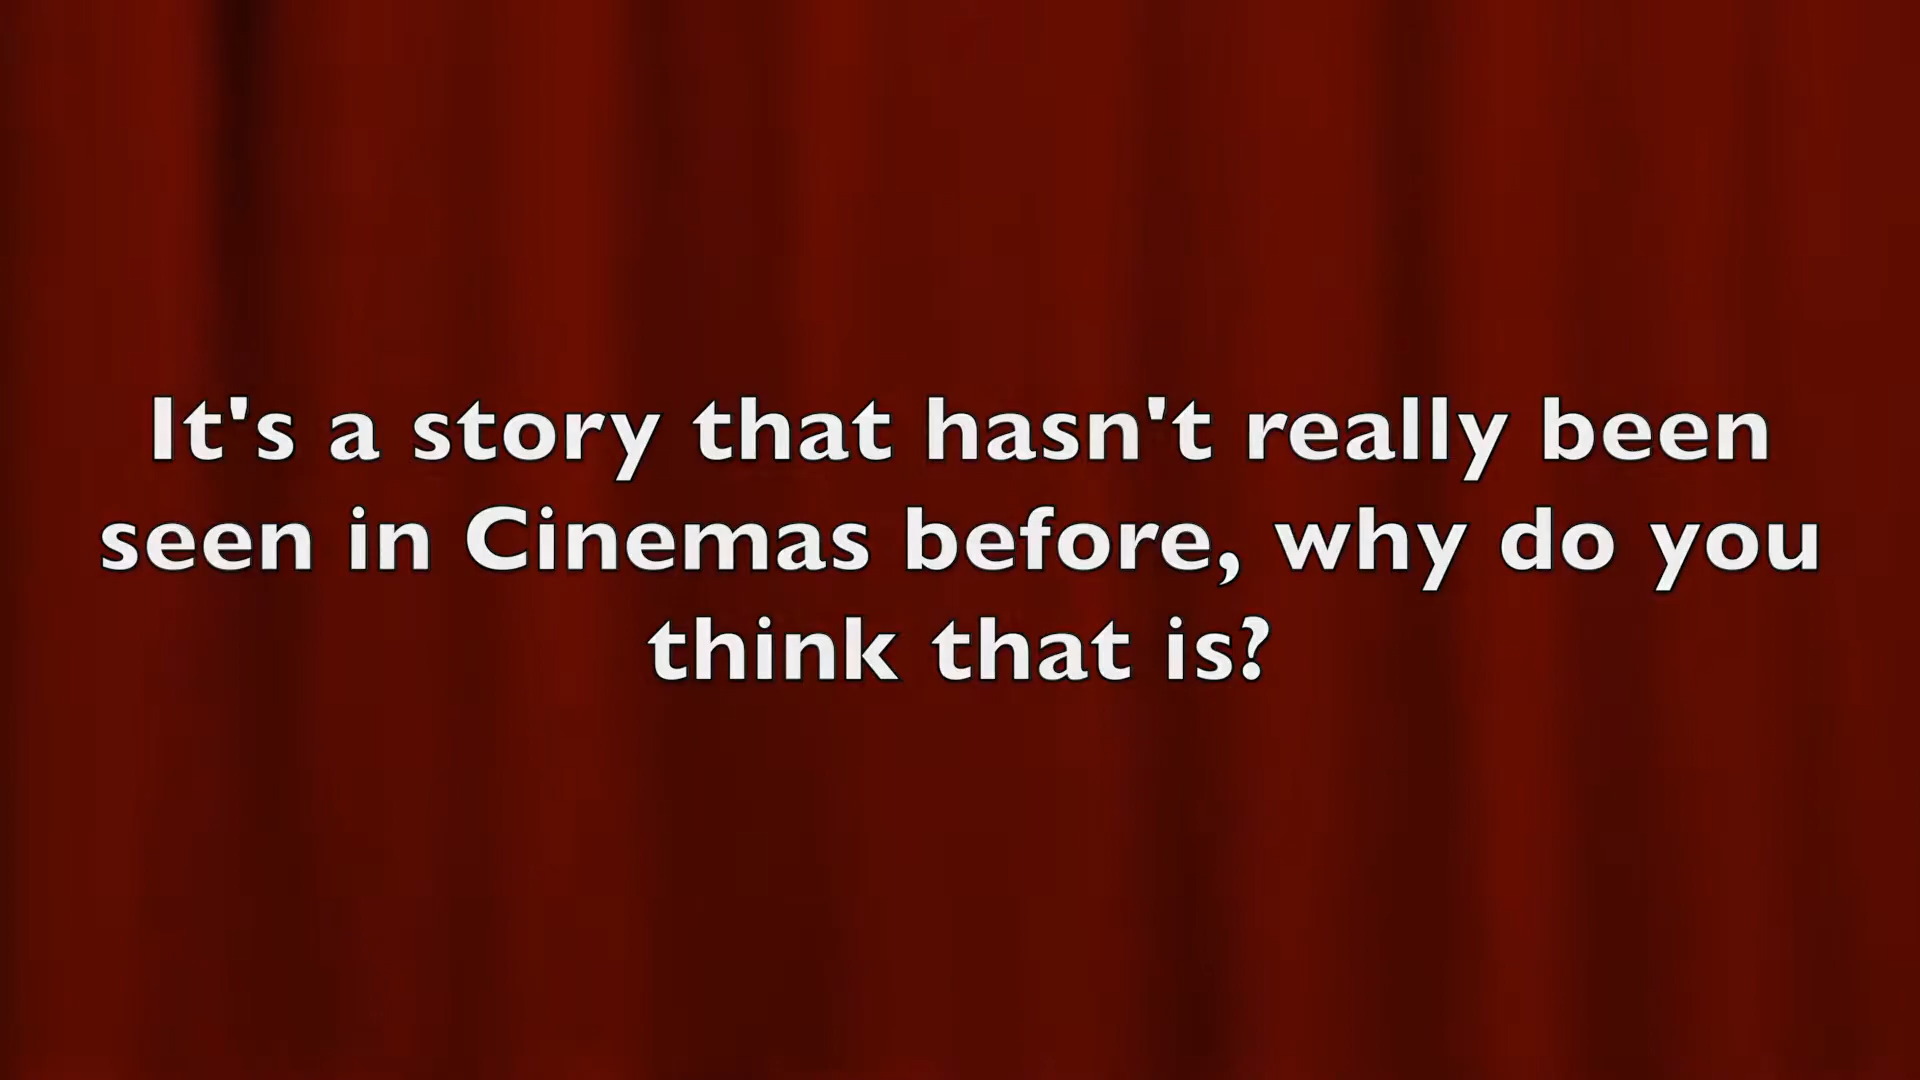 It's a story that hasn't really been
seen in Cinemas before, why do you
think that is?